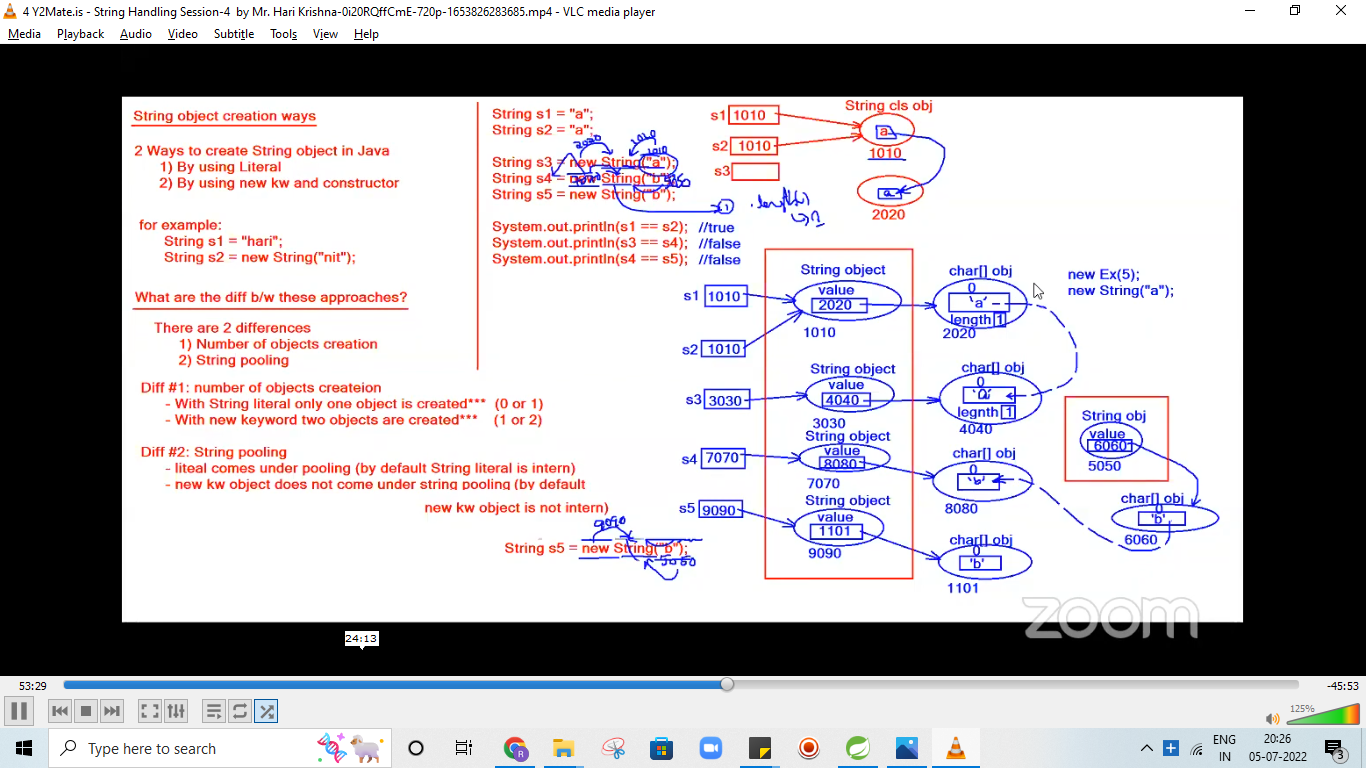 4 Y2Mate.is - String Handling Session-4 by Mr. Hari Krishna-0i20RQffCmE-720p-1653826283685.mp4 - VLC media player
Media Playback Audio Video Subtitle Tools View Help
String object creation ways
2 Ways to create String object in Java
1) By using Literal
2) By using new kw and constructor
for example:
String s1 = "hari";
String s2 = new String("nit");
What are the diff b/w these approaches?
There are 2 differences
1) Number of objects creation
2) String pooling
Diff #1: number of objects createion
- With String literal only one object is created*** (0 or 1)
- With new keyword two objects are created*** (1 or 2)
Diff #2: String pooling
- liteal comes under pooling (by default String literal is intern)
- new kw object does not come under string pooling (by default
new kw object is not intern)
String s1 = "a";
String s2 = "a";
String s3 = new String("a");
String s4 = new String("b");
String s5 = new String("b");
System.out.println(s1 == s2); //true
System.out.println(s3 == s4); //false
System.out.println(s4 == s5); //false
9090
String s5 = new String("b");
5050
String cls obj
s1 1010
a
s2 1010
1010
s3
a
2020
1
String object
value
s1 1010
2020
1010
s2 1010
char[] obj
0
'a'
length 1
2020
new Ex(5);
new String("a");
String object
value
s3 3030
4040
3030
char[] obj
0
'a'
legnth 1
4040
String object
value
s4 7070
8080
7070
char[] obj
0
'b'
8080
String obj
value
6060
5050
char[] obj
0
'b'
6060
String object
value
s5 9090
1101
9090
char[] obj
0
'b'
1101
zoom
24:13
53:29
-45:53
125%
Type here to search
ENG
IN
20:26
05-07-2022
3